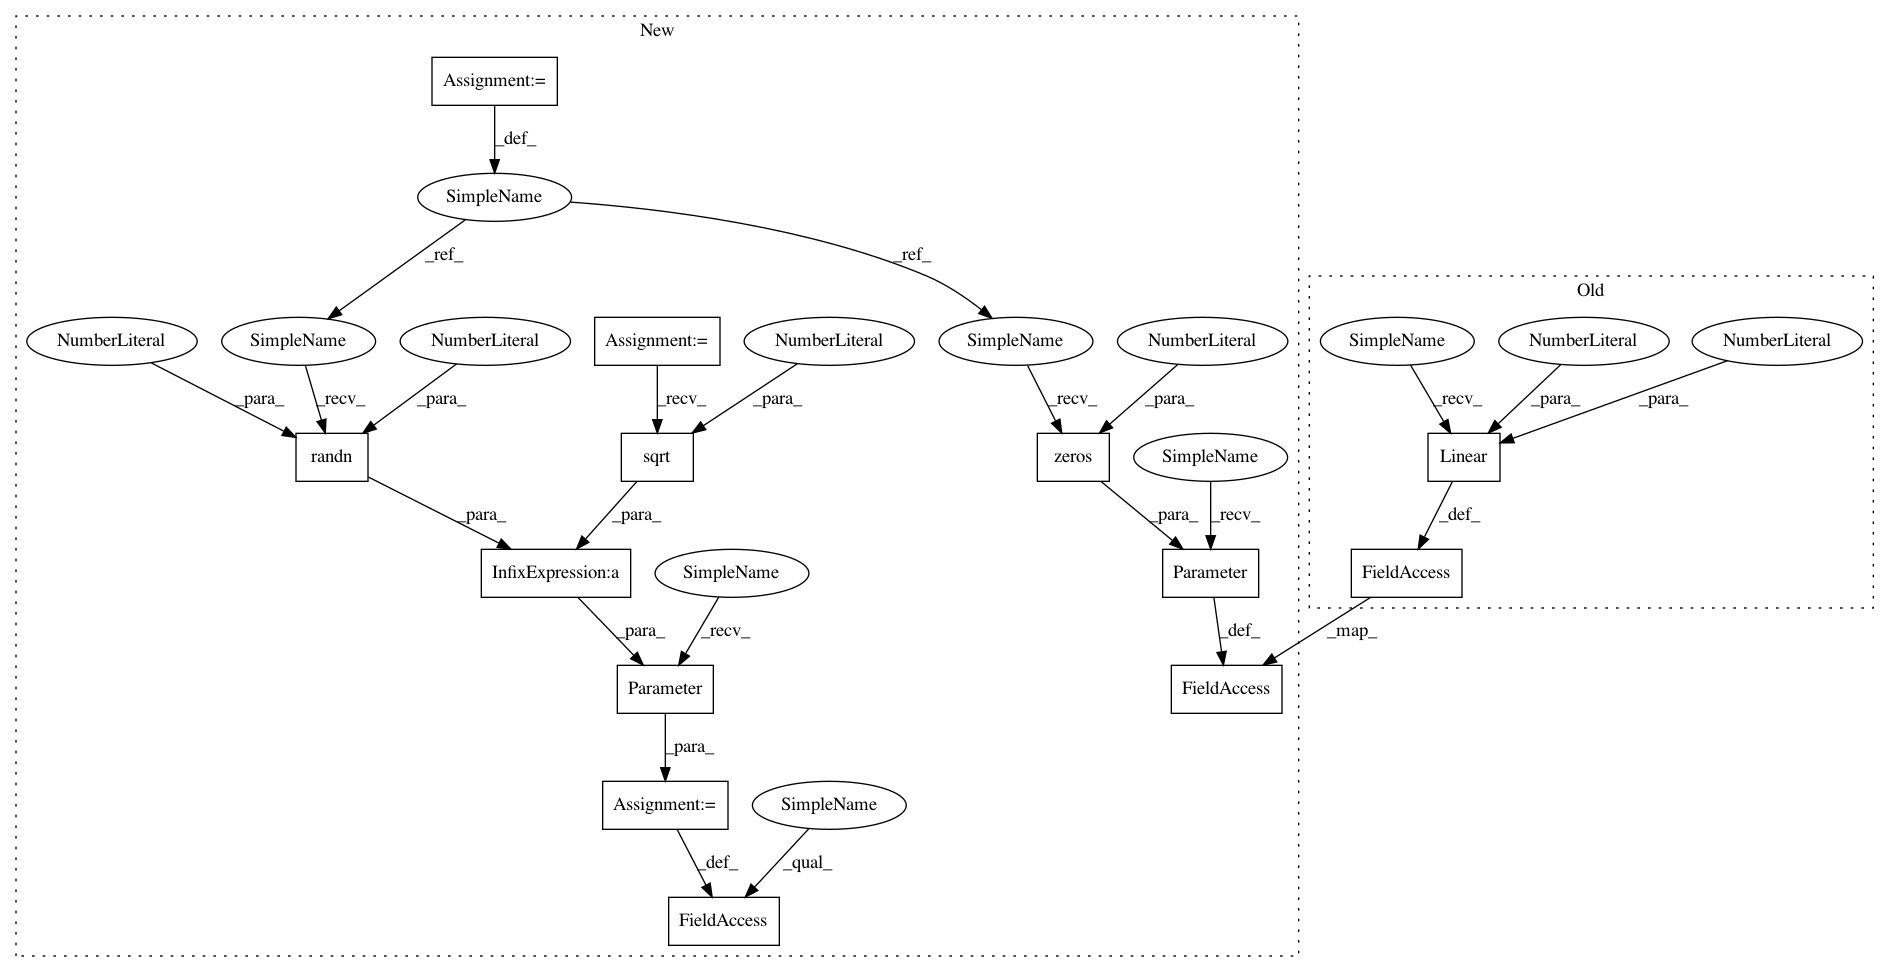 New
Assignment:=
_def_
SimpleName
_ref_
_ref_
Old
NumberLiteral
SimpleName
NumberLiteral
Assignment:=
NumberLiteral
SimpleName
NumberLiteral
SimpleName
NumberLiteral
NumberLiteral
_para_
_recv_
_para_
_recv_
_para_
_recv_
_para_
_recv_
_para_
_para_
randn
sqrt
zeros
SimpleName
Linear
_para_
_para_
_para_
_recv_
_def_
InfixExpression:a
SimpleName
Parameter
FieldAccess
_para_
_recv_
_def_
_map_
Parameter
FieldAccess
_para_
Assignment:=
SimpleName
_def_
_qual_
FieldAccess